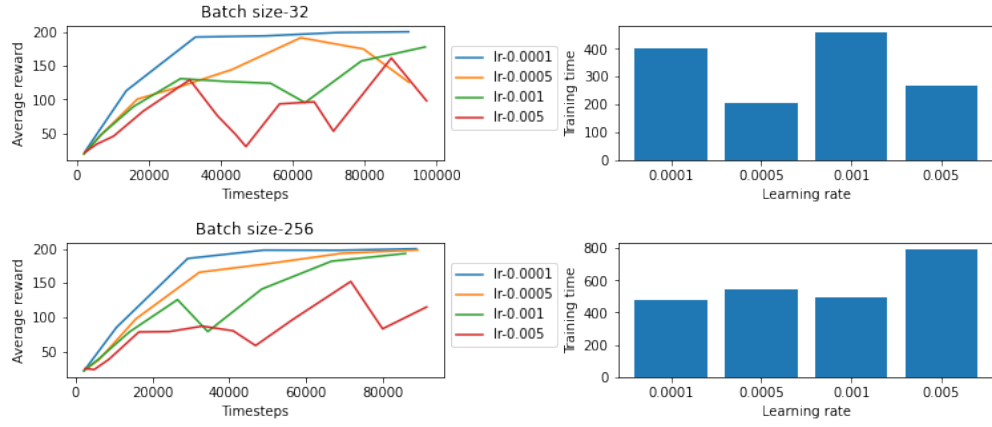 Batch size-32
Average reward
200
150
100
50
0
20000
40000
60000
80000
100000
Timesteps
lr-0.0001
lr-0.0005
lr-0.001
lr-0.005
Training time
400
300
200
100
0
0.0001
0.0005
0.001
0.005
Learning rate
Batch size-256
Average reward
200
150
100
50
0
20000
40000
60000
80000
Timesteps
lr-0.0001
lr-0.0005
lr-0.001
lr-0.005
Training time
800
600
400
200
0
0.0001
0.0005
0.001
0.005
Learning rate